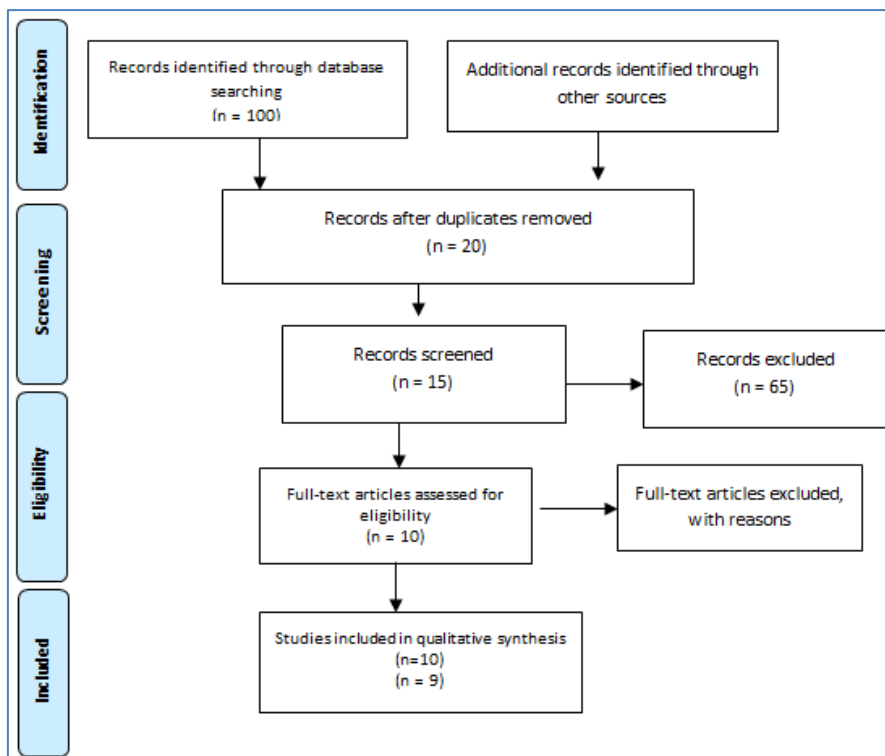 Identification
Records identified through database
searching
(n = 100)
Additional records identified through
other sources
Records after duplicates removed
(n = 20)
Screening
Records screened
(n = 15)
Records excluded
(n = 65)
Eligibility
Full-text articles assessed for
eligibility
(n = 10)
Full-text articles excluded,
with reasons
Included
Studies included in qualitative synthesis
(n=10)
(n = 9)